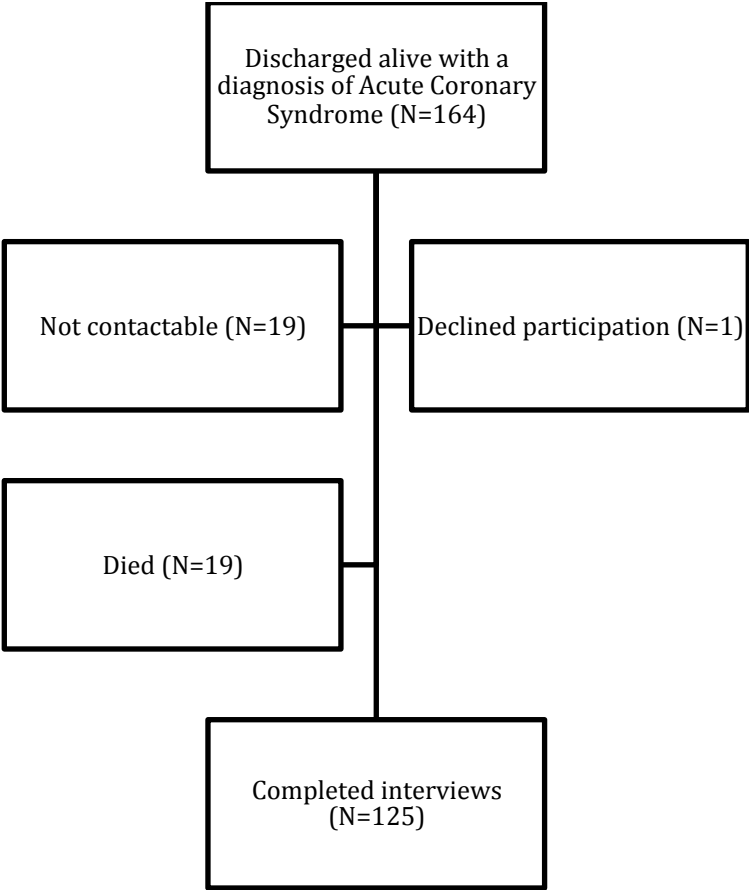 Discharged alive with a
diagnosis of Acute Coronary
Syndrome (N=164)
Not contactable (N=19)
Declined participation (N=1)
Died (N=19)
Completed interviews
(N=125)